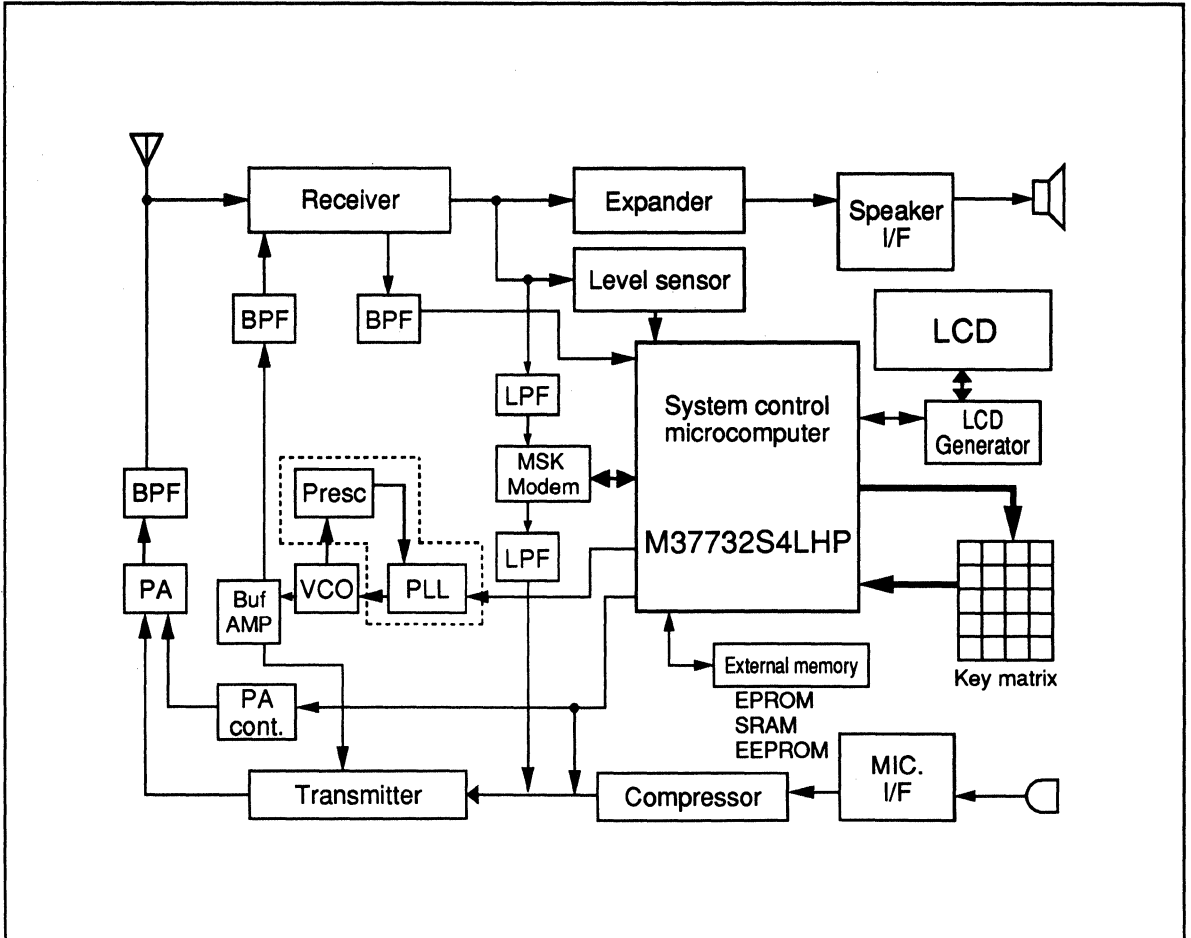 Receiver
Expander
Speaker
I/F
Level sensor
BPF
BPF
LCD
LPF
System control
microcomputer
LCD
Generator
MSK
Modem
BPF
Presc
M37732S4LHP
LPF
PA
Buf
AMP
VCO
PLL
External memory
EPROM
SRAM
EEPROM
Key matrix
PA
cont.
MIC.
I/F
Transmitter
Compressor